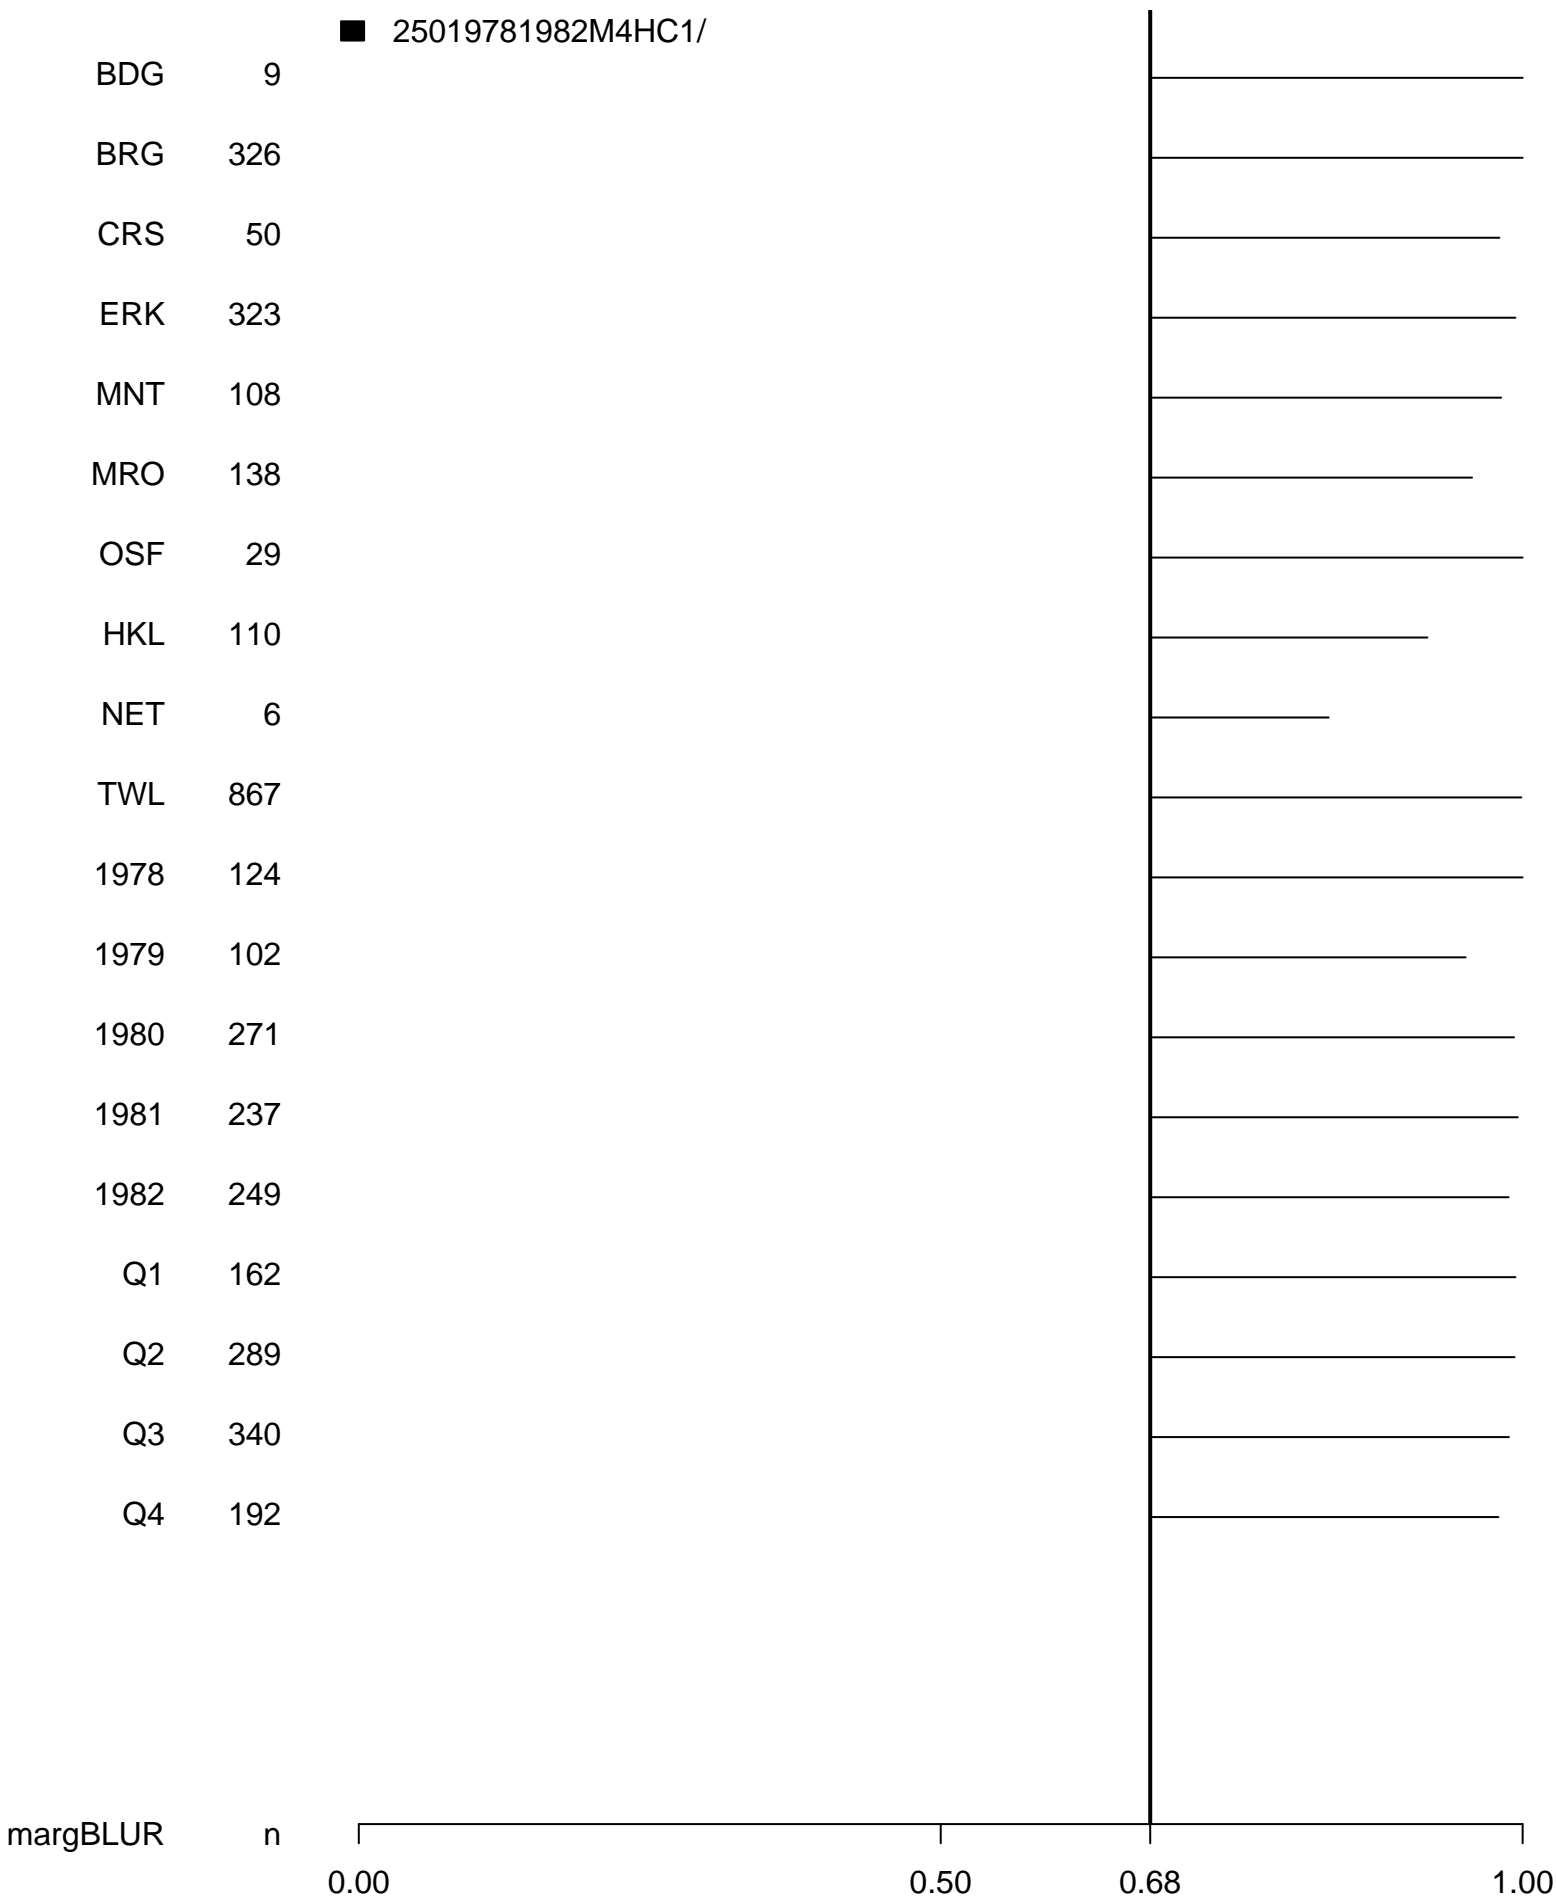 25019781982M4HC1/
BDG 9
BRG 326
CRS 50
ERK 323
MNT 108
MRO 138
OSF 29
HKL 110
NET 6
TWL 867
1978 124
1979 102
1980 271
1981 237
1982 249
Q1 162
Q2 289
Q3 340
Q4 192
margBLUR n
0.00 0.50 0.68 1.00